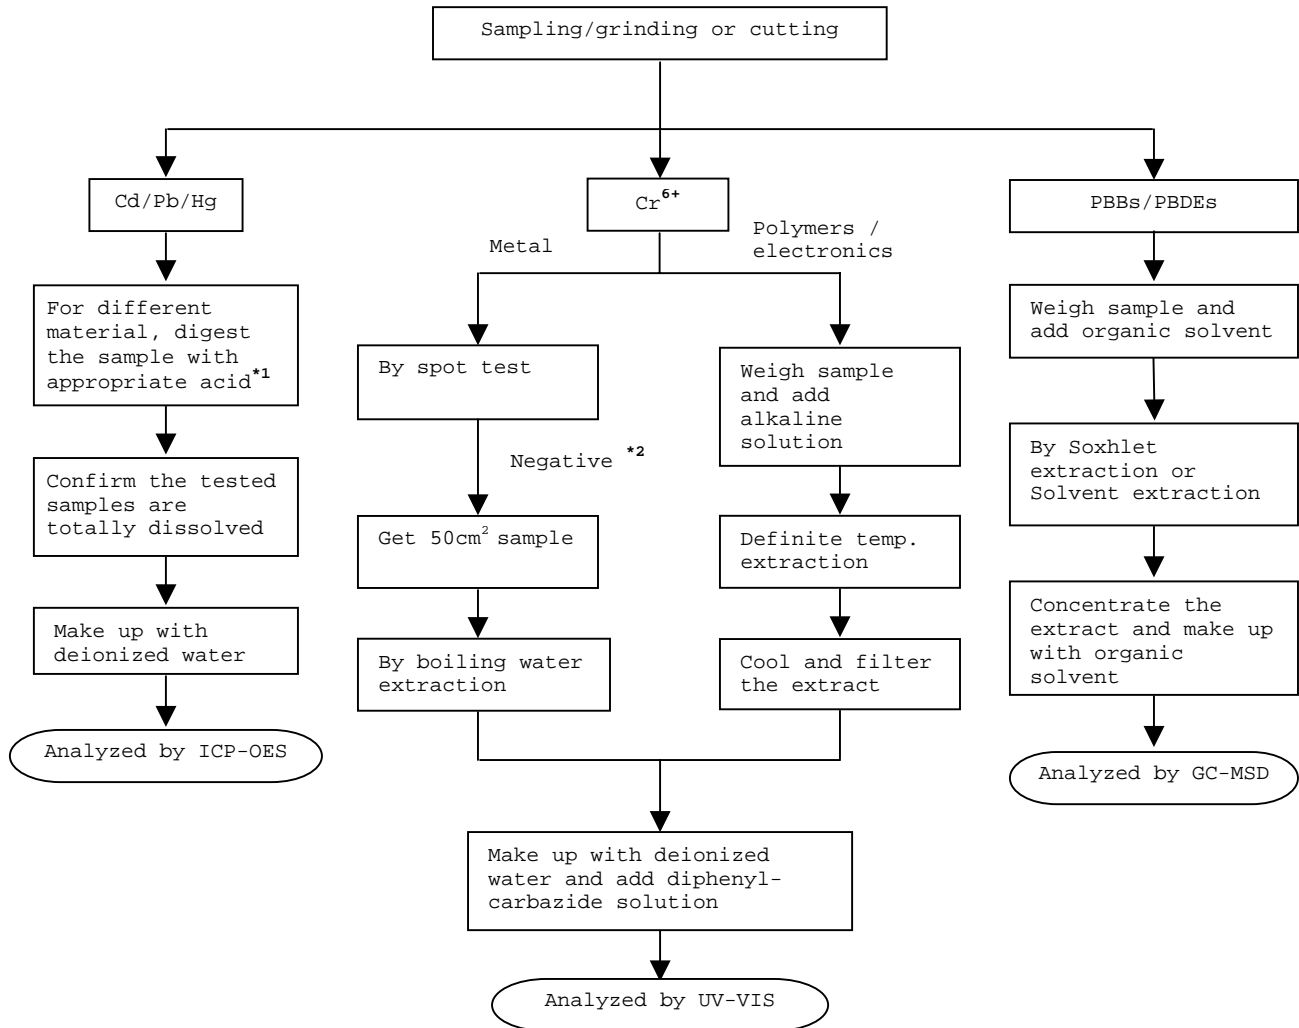 Sampling/grinding or cutting
Cd/Pb/Hg
For different
material, digest
the sample with
appropriate acid*1
Confirm the tested
samples are
totally dissolved
Make up with
deionized water
Analyzed by ICP-OES
Cr6+
Metal
By spot test
Negative *2
Get 50cm2 sample
By boiling water
extraction
Polymers /
electronics
Weigh sample
and add
alkaline
solution
Definite temp.
extraction
Cool and filter
the extract
Make up with deionized
water and add diphenyl-
carbazide solution
Analyzed by UV-VIS
PBBs/PBDEs
Weigh sample and
add organic solvent
By Soxhlet
extraction or
Solvent extraction
Concentrate the
extract and make up
with organic
solvent
Analyzed by GC-MSD